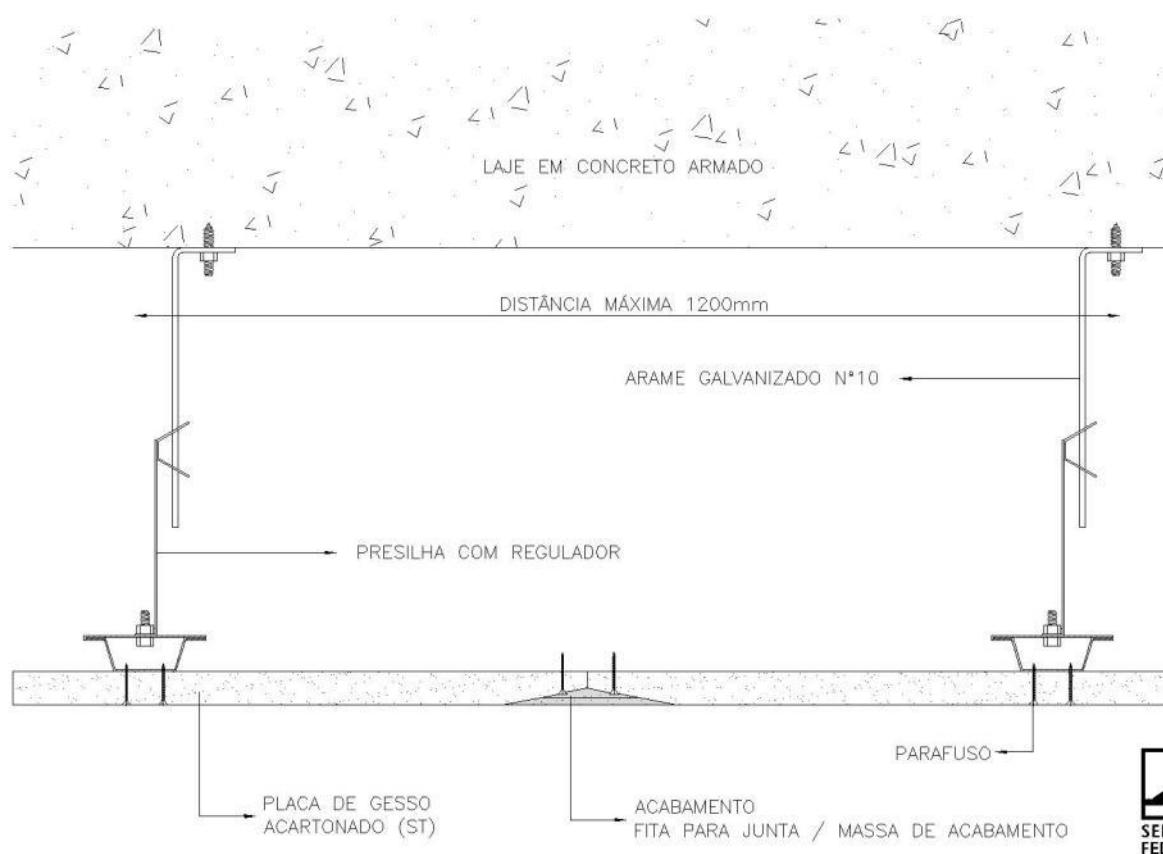 LAJE EM CONCRETO ARMADO
DISTÂNCIA MÁXIMA 1200mm
ARAME GALVANIZADO Nª10
PRESILHA COM REGULADOR
PARAFUSO
PLACA DE GESSO
ACARTONADO (ST)
ACABAMENTO
FITA PARA JUNTA / MASSA DE ACABAMENTO